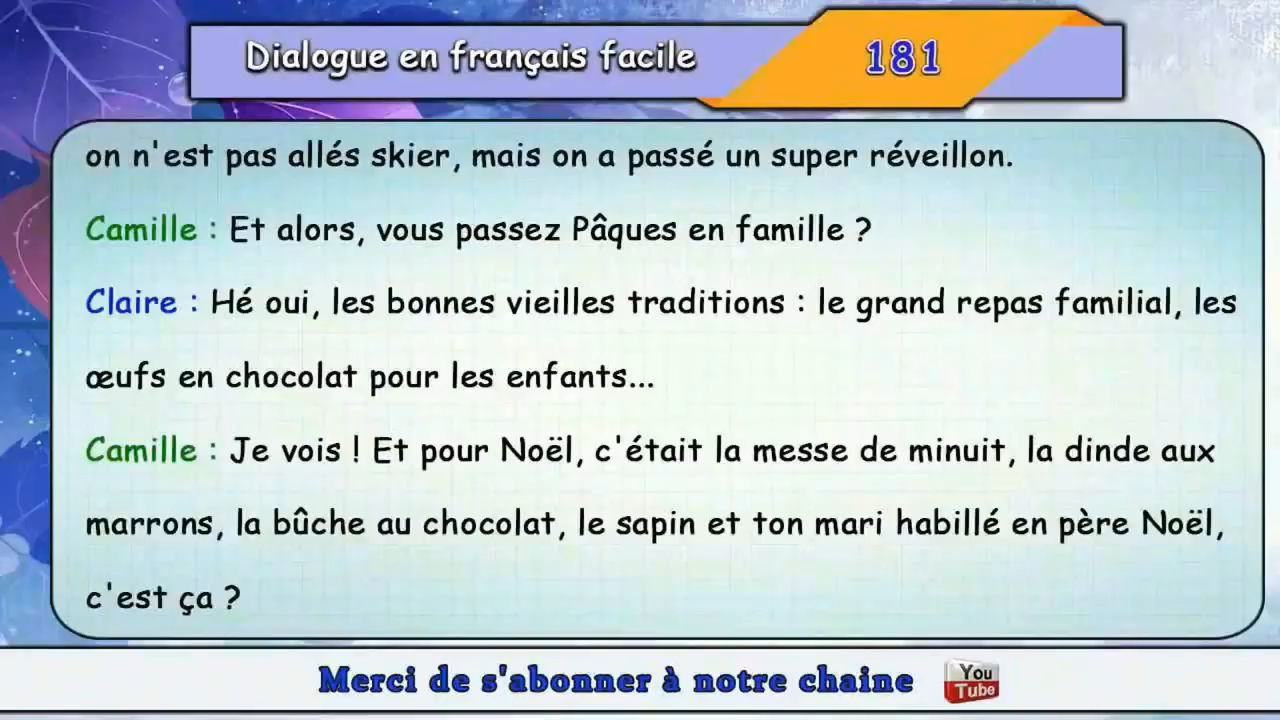 Dialogue en français facile
181
on n'est pas allés skier, mais on a passé un super réveillon.
Camille : Et alors, vous passez Pâques en famille ?
Claire : Hé oui, les bonnes vieilles traditions : le grand repas familial, les
œufs en chocolat pour les enfants...
Camille : Je vois ! Et pour Noël, c'était la messe de minuit, la dinde aux
marrons, la bûche au chocolat, le sapin et ton mari habillé en père Noël,
c'est ça ?
Merci de s'abonner à notre chaine
You
Tube